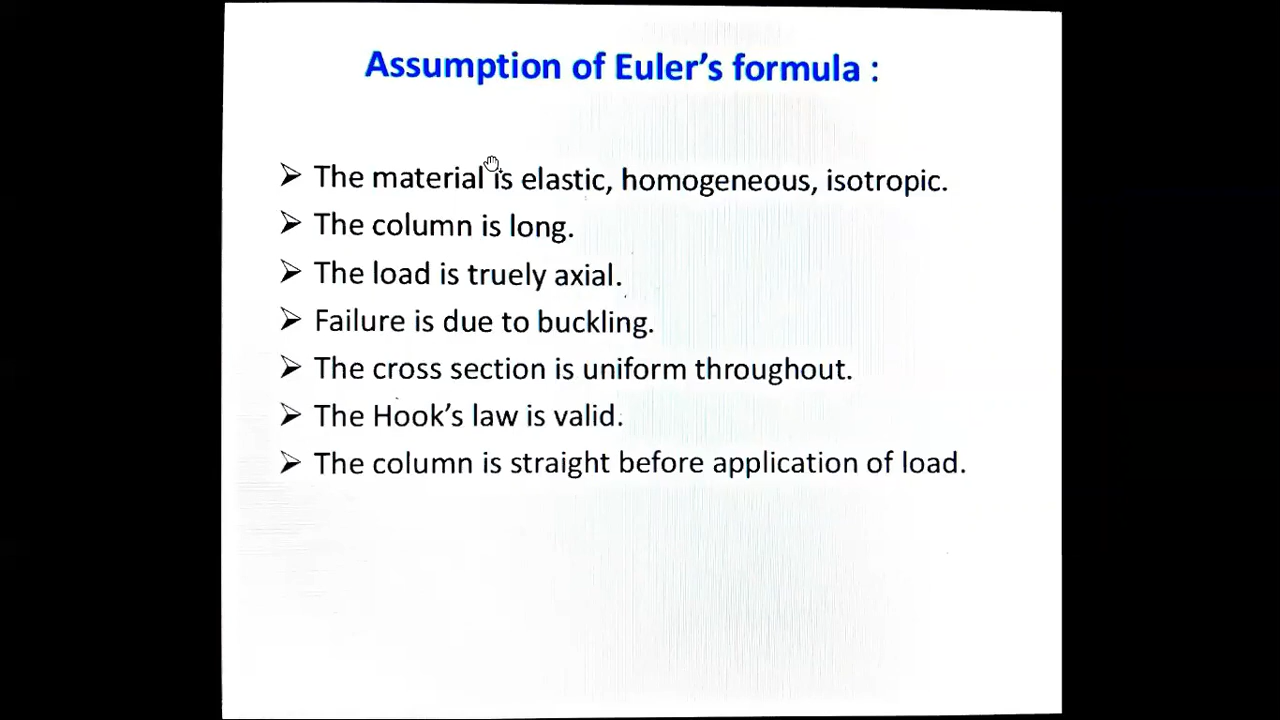 Assumption of Euler's formula :
➢ The material is elastic, homogeneous, isotropic.
➢ The column is long.
➢ The load is truely axial.
➢ Failure is due to buckling.
➢ The cross section is uniform throughout.
➢ The Hook's law is valid.
➢ The column is straight before application of load.